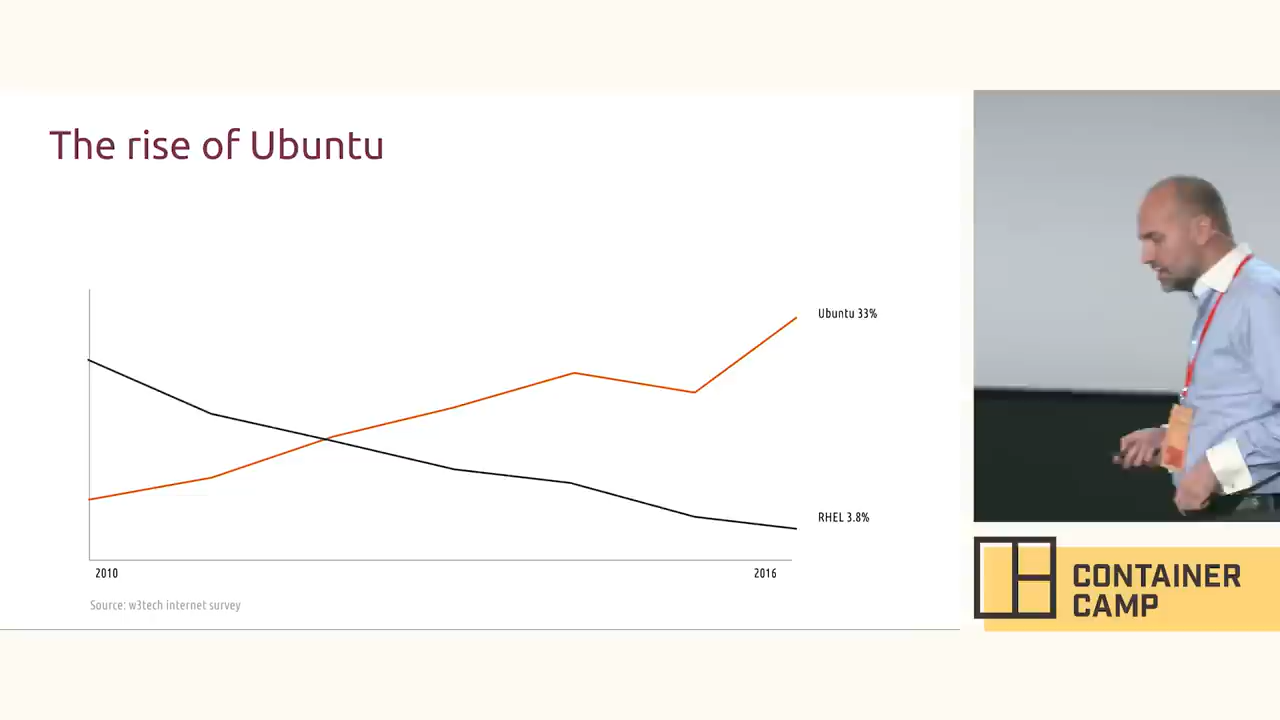 The rise of Ubuntu
Ubuntu 33%
RHEL 3.8%
2010
2016
Source: w3tech internet survey
CONTAINER
CAMP